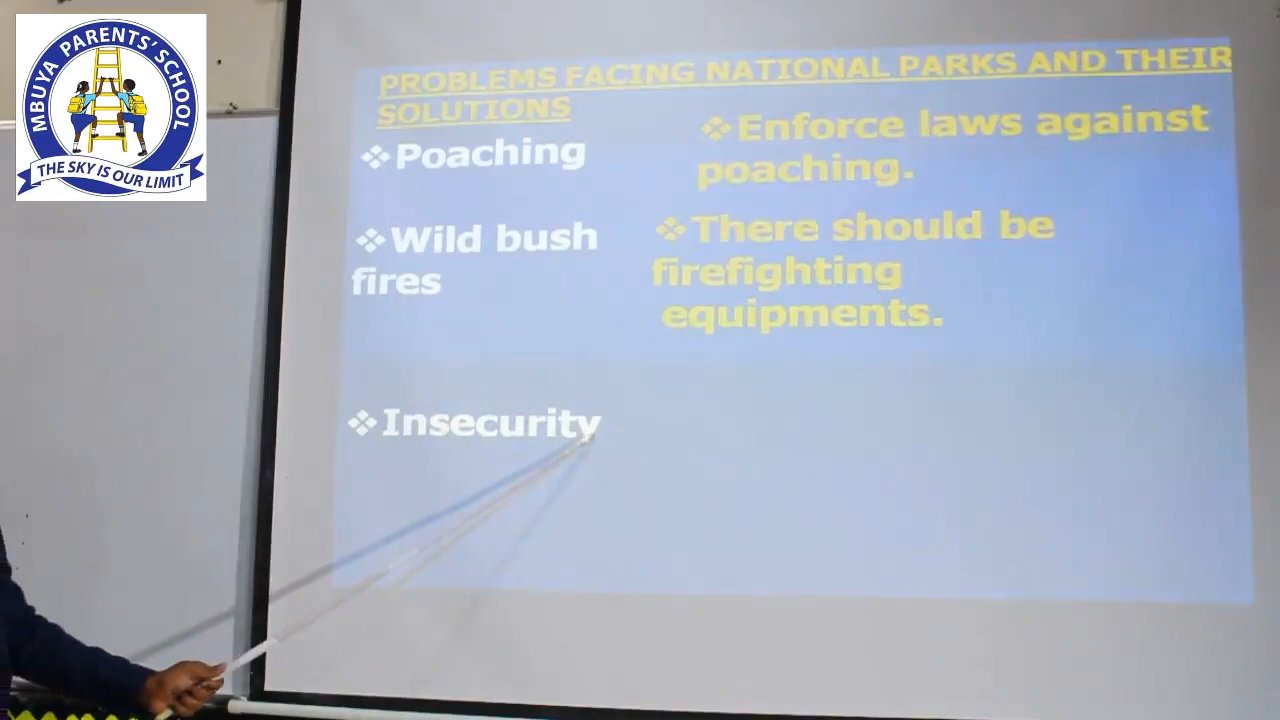 MBUYA PARENTS' SCHOOL
THE SKY IS OUR LIMIT
PROBLEMS FACING NATIONAL PARKS AND THEIR
SOLUTIONS
❖Poaching
❖Enforce laws against
poaching.
❖Wild bush
fires
❖There should be
firefighting
equipments.
❖Insecurity